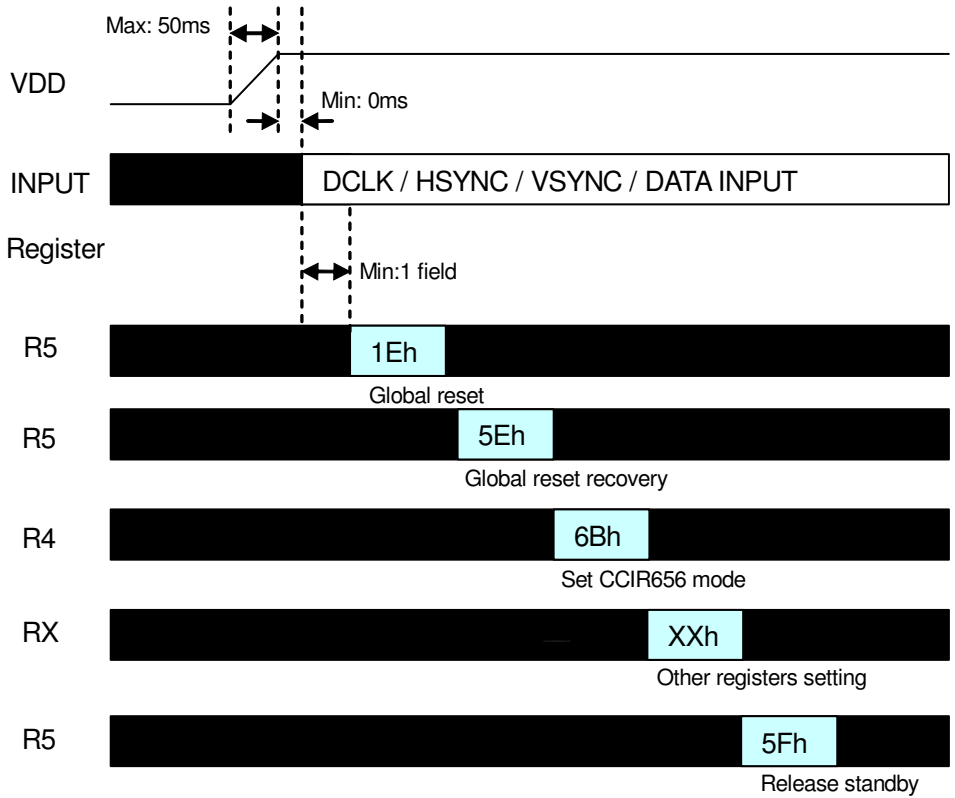 Max: 50ms
VDD
Min: 0ms
INPUT
DCLK / HSYNC / VSYNC / DATA INPUT
Register
Min:1 field
R5
1Eh
Global reset
R5
5Eh
Global reset recovery
R4
6Bh
Set CCIR656 mode
RX
XXh
Other registers setting
R5
5Fh
Release standby